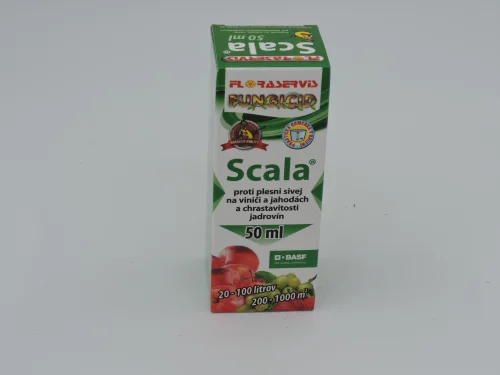 Scala®
50 ml
FLORASERVIS
FUNGICÍD
Scala®
proti plesni sivej
na viniči a jahodách
a chrastavitosti
jadrovín
50 ml
BASF
20 - 100 litrov
200 - 1000 m²